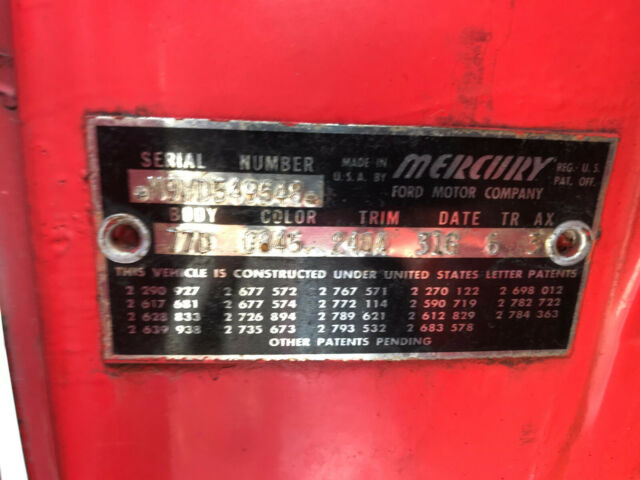 SERIAL NUMBER MADE IN U.S.A. BY MERCURY REG. U.S. PAT. OFF.
FORD MOTOR COMPANY
BODY COLOR TRIM DATE TR AX
31G 6
THIS VEHICLE IS CONSTRUCTED UNDER UNITED STATES LETTER PATENTS
2 290 927 2 677 572 2 767 571 2 270 122 2 698 012
2 617 681 2 677 574 2 772 114 2 590 719 2 782 722
2 628 833 2 726 894 2 789 621 2 612 829 2 784 363
2 639 938 2 735 673 2 793 532 2 683 578
OTHER PATENTS PENDING